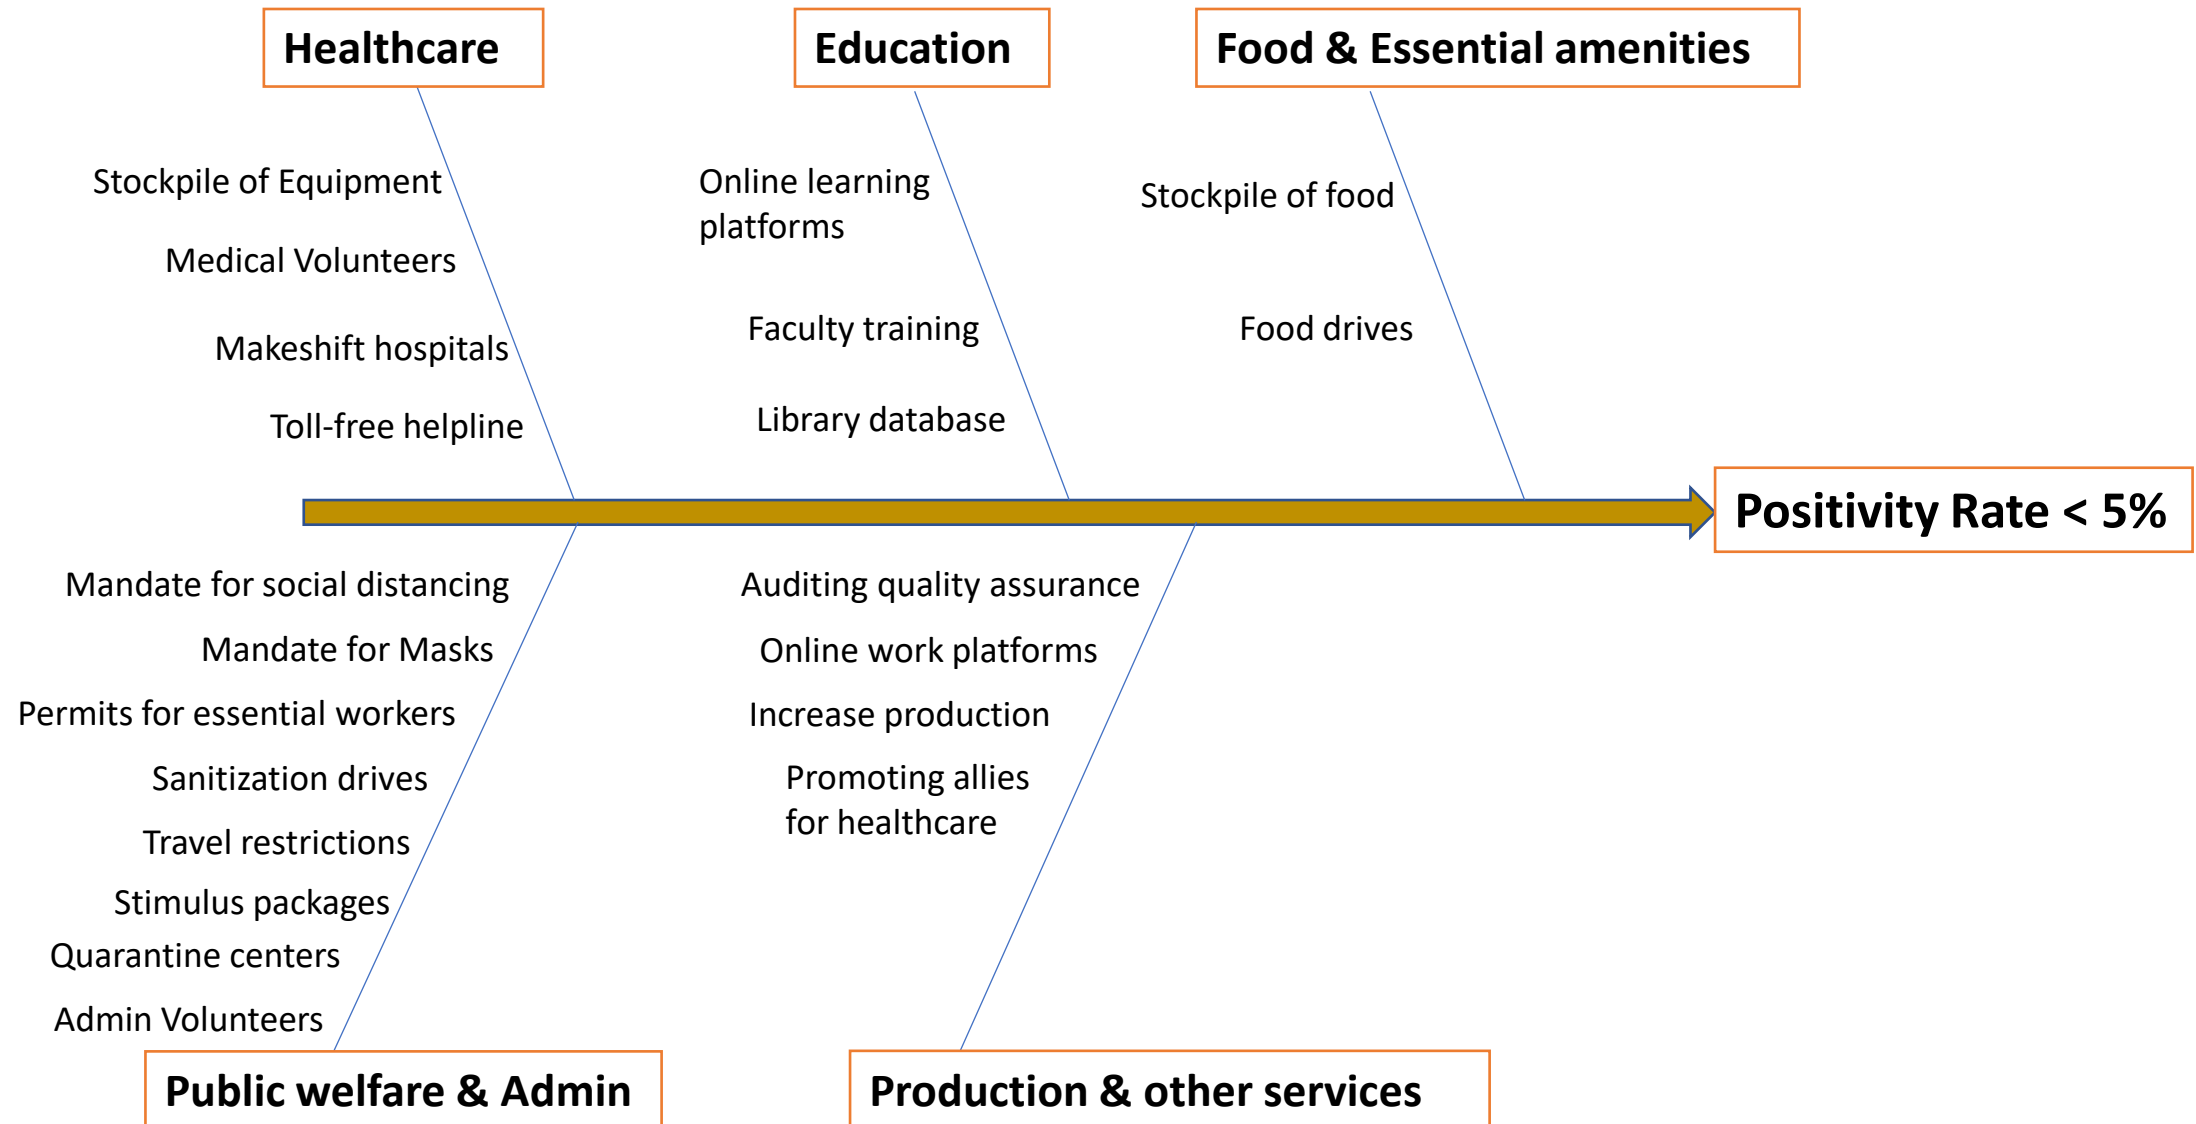 Healthcare
Education
Food & Essential amenities
Stockpile of Equipment
Medical Volunteers
Makeshift hospitals
Toll-free helpline
Online learning
platforms
Faculty training
Library database
Stockpile of food
Food drives
Positivity Rate < 5%
Mandate for social distancing
Mandate for Masks
Permits for essential workers
Sanitization drives
Travel restrictions
Stimulus packages
Quarantine centers
Admin Volunteers
Auditing quality assurance
Online work platforms
Increase production
Promoting allies
for healthcare
Public welfare & Admin
Production & other services